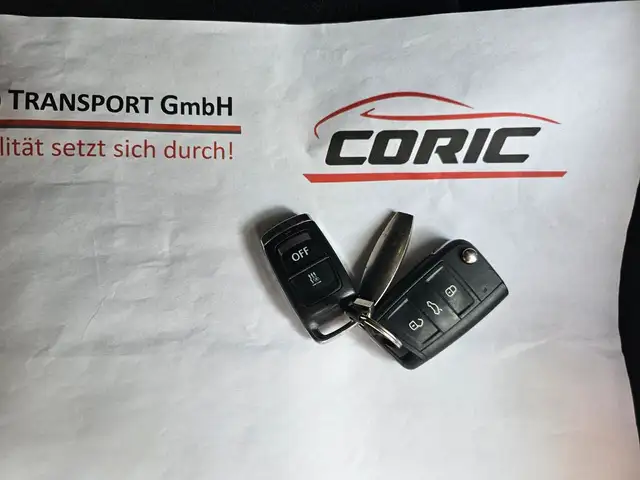 TRANSPORT GmbH
lität setzt sich durch!
CORIC
OFF